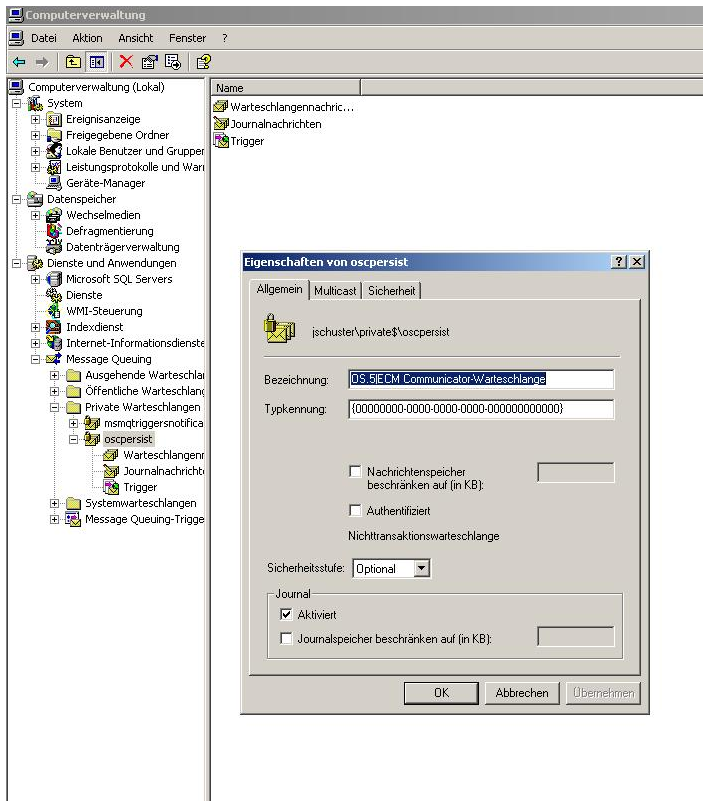 Computerverwaltung
Datei Aktion Ansicht Fenster ?
Computerverwaltung (Lokal)
System
Ereignisanzeige
Freigegebene Ordner
Lokale Benutzer und Gruppen
Leistungsprotokolle und Warn
Geräte-Manager
Datenspeicher
Wechselmedien
Defragmentierung
Datenträgerverwaltung
Dienste und Anwendungen
Microsoft SQL Servers
Dienste
WMI-Steuerung
Indexdienst
Internet-Informationsdienste
Message Queuing
Ausgehende Warteschlan
Öffentliche Warteschlang
Private Warteschlangen
msmqtriggersnotifica
oscpersist
Warteschlangenn
Journalnachrichte
Trigger
Systemwarteschlangen
Message Queuing-Trigge
Name
Warteschlangennachric...
Journalnachrichten
Trigger
Eigenschaften von oscpersist
Allgemein Multicast Sicherheit
jschuster\private$\oscpersist
Bezeichnung: OS.5|ECM Communicator-Warteschlange
Typkennung: {00000000-0000-0000-0000-000000000000}
Nachrichtenspeicher
beschränken auf (in KB):
Authentifiziert
Nichttransaktionswarteschlange
Sicherheitsstufe: Optional
Journal
Aktiviert
Journalspeicher beschränken auf (in KB):
OK Abbrechen Übernehmen